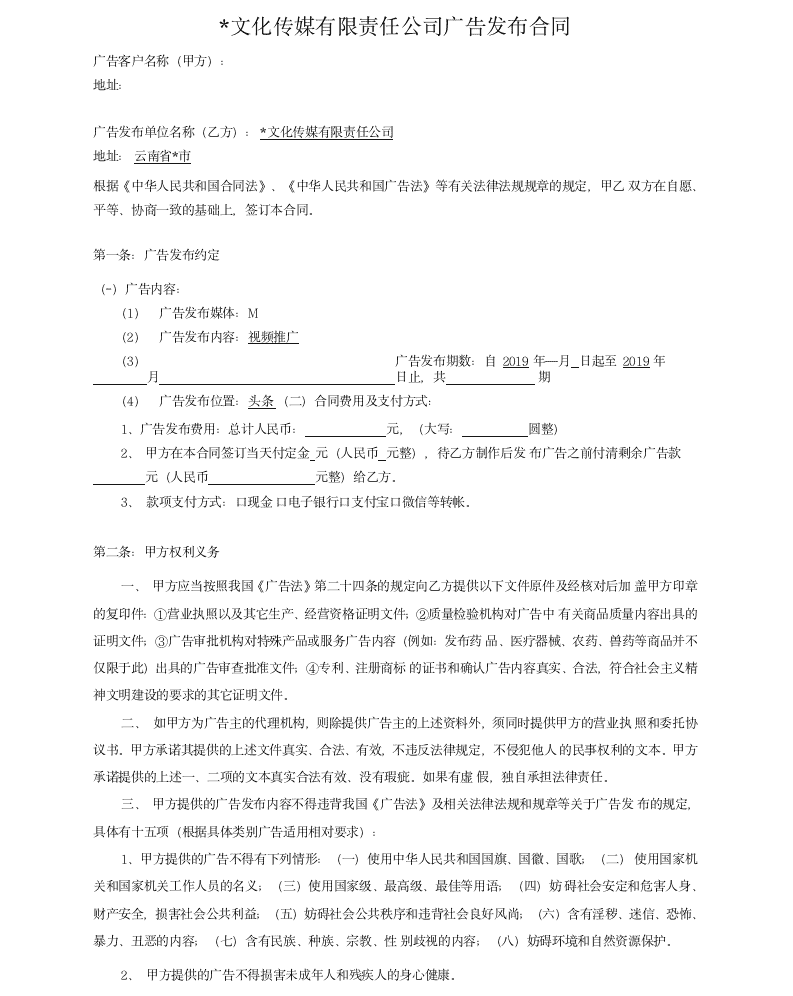 *文化传媒有限责任公司广告发布合同
广告客户名称（甲方）：
地址:
广告发布单位名称（乙方）： *文化传媒有限责任公司
地址: 云南省*市
根据《中华人民共和国合同法》、《中华人民共和国广告法》等有关法律法规规章的规定，甲乙 双方在自愿、
平等、协商一致的基础上，签订本合同．
第一条：广告发布约定
（-）广告内容:
（1） 广告发布媒体: M
（2） 广告发布内容: 视频推广
（3） 广告发布期数: 自 2019 年—月_日起至 2019 年
______月______日止, 共______ 期
（4） 广告发布位置: 头条 （二）合同费用及支付方式:
1、广告发布费用: 总计人民币: ______元, （大写: ______圆整）
2、 甲方在本合同签订当天付定金_元（人民币_元整）, 待乙方制作后发 布广告之前付清剩余广告款
______元（人民币______元整）给乙方．
3、 款项支付方式: 口现金 口电子银行口支付宝口微信等转帐．
第二条: 甲方权利义务
一、 甲方应当按照我国《广告法》第二十四条的规定向乙方提供以下文件原件及经核对后加 盖甲方印章
的复印件; ①营业执照以及其它生产、经营资格证明文件; ②质量检验机构对广告中 有关商品质量内容出具的
证明文件; ③广告审批机构对特殊产品或服务广告内容（例如: 发布药 品、医疗器械、农药、兽药等商品并不
仅限于此）出具的广告审查批准文件; ④专利、注册商标 的证书和确认广告内容真实、合法, 符合社会主义精
神文明建设的要求的其它证明文件．
二、 如甲方为广告主的代理机构, 则除提供广告主的上述资料外, 须同时提供甲方的营业执 照和委托协
议书．甲方承诺其提供的上述文件真实、合法、有效, 不违反法律规定, 不侵犯他人 的民事权利的文本．甲方
承诺提供的上述一、二项的文本真实合法有效、没有瑕疵．如果有虚 假, 独自承担法律责任．
三、 甲方提供的广告发布内容不得违背我国《广告法》及相关法律法规和规章等关于广告发 布的规定,
具体有十五项（根据具体类别广告适用相对要求）:
1、甲方提供的广告不得有下列情形: （一）使用中华人民共和国国旗、国徽、国歌; （二） 使用国家机
关和国家机关工作人员的名义; （三）使用国家级、最高级、最佳等用语; （四）妨 碍社会安定和危害人身、
财产安全, 损害社会公共利益; （五）妨碍社会公共秩序和违背社会良好风尚; （六）含有淫秽、迷信、恐怖、
暴力、丑恶的内容; （七）含有民族、种族、宗教、性 别歧视的内容; （八）妨碍环境和自然资源保护．
2、 甲方提供的广告不得损害未成年人和残疾人的身心健康．